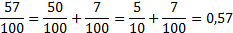 57/100 = 50/100 + 7/100 = 5/10 + 7/100 = 0,57